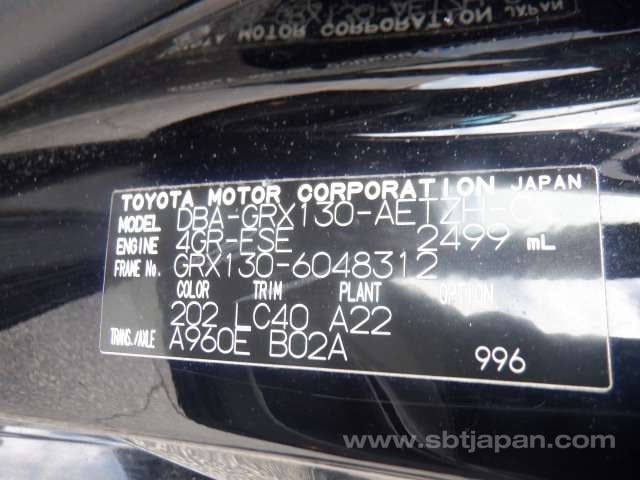 TOYOTA MOTOR CORPORATION JAPAN
MODEL DBA-GRX130-AETZH-C
ENGINE 4GR-FSE 2499 mL
FRAME No. GRX130-6048312
COLOR TRIM PLANT OPTION
202 LC40 A22
TRANS./AXLE A960E B02A
996
www.sbtjapan.com